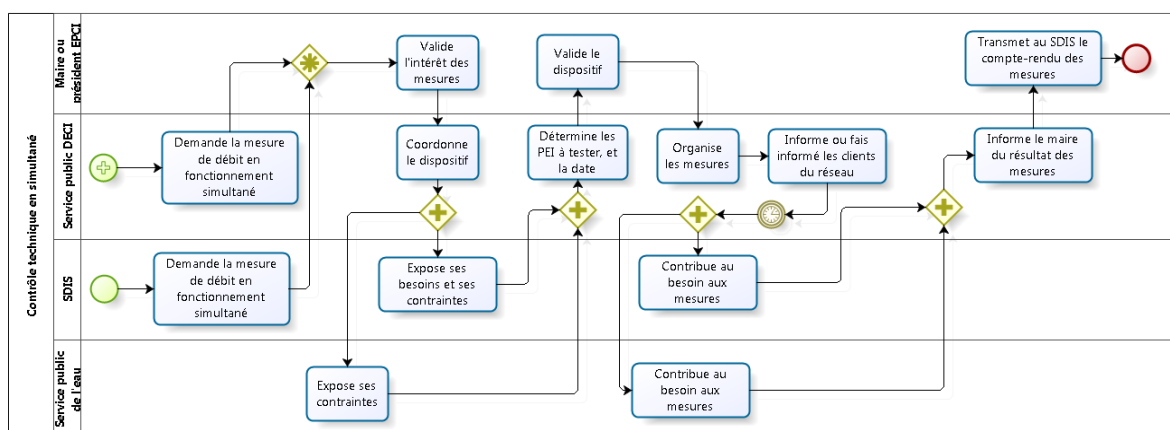 Contrôle technique en simultané
Maire ou
président EPCI
Valide
l'intérêt des
mesures
Valide le
dispositif
Transmet au SDIS le
compte-rendu des
mesures
Service public DECI
Demande la mesure
de débit en
fonctionnement
simultané
Coordonne
le dispositif
Détermine les
PEI à tester, et
la date
Organise
les mesures
Informe ou fais
informé les clients
du réseau
Informe le maire
du résultat des
mesures
SDIS
Demande la mesure
de débit en
fonctionnement
simultané
Expose ses
besoins et ses
contraintes
Contribue au
besoin aux
mesures
Service public
de l'eau
Expose ses
contraintes
Contribue au
besoin aux
mesures